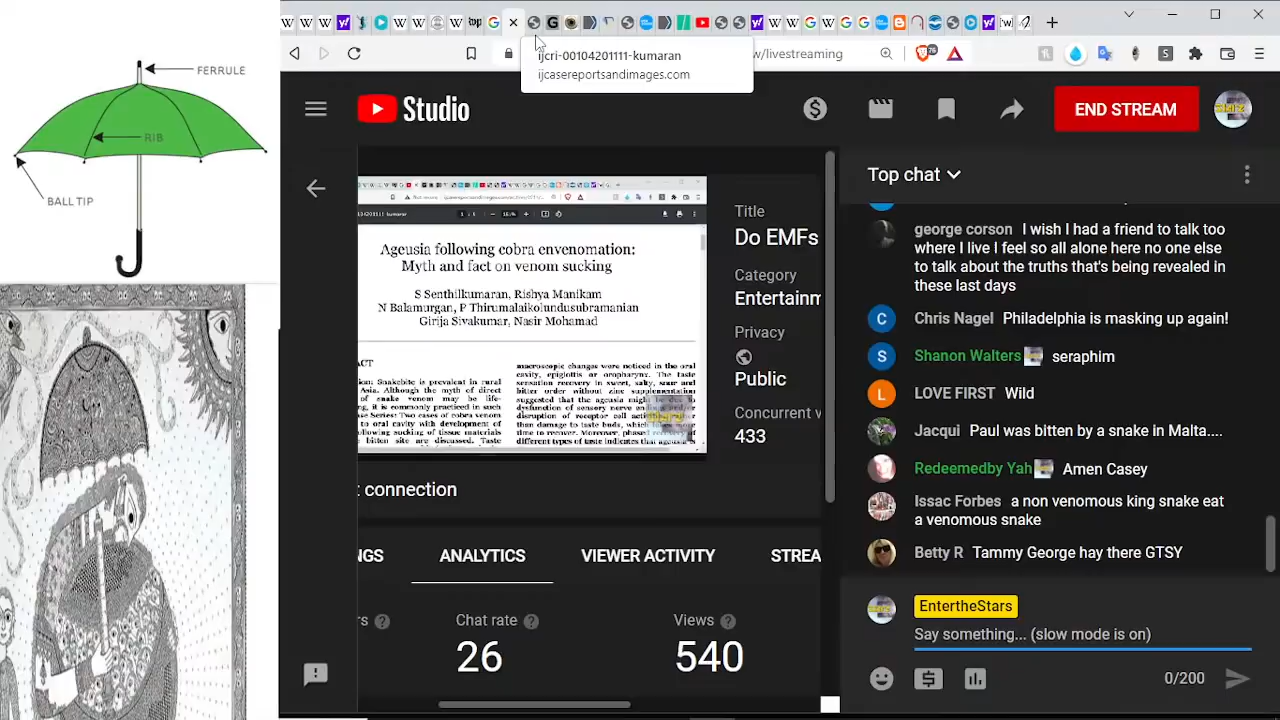 FERRULE
RIB
BALL TIP
top
ijcri-00104201111-kumaran
ijcasereportsandimages.com
w/livestreaming
76
Studio
END STREAM
Ageusia following cobra envenomation:
Myth and fact on venom sucking
S Senthilkumaran, Rishya Manikam
N Balamurugan, P Thirumalaikolundusubramanian
Girija Sivakumar, Nasir Mohamad
Title
Do EMFs
Category
Entertainm
Privacy
Public
Concurrent v
433
t connection
NGS
ANALYTICS
VIEWER ACTIVITY
STREA
rs
Chat rate
Views
26
540
Top chat
george corson I wish I had a friend to talk too
where I live I feel so all alone here no one else
to talk about the truths that's being revealed in
these last days
C
Chris Nagel Philadelphia is masking up again!
S
Shanon Walters seraphim
L
LOVE FIRST Wild
Jacqui Paul was bitten by a snake in Malta....
Redeemedby Yah Amen Casey
Issac Forbes a non venomous king snake eat
a venomous snake
Betty R Tammy George hay there GTSY
EntertheStars
Say something... (slow mode is on)
0/200